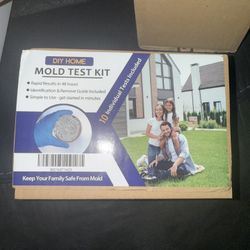 DIY HOME
MOLD TEST KIT
Rapid Results in 48 hours!
Identification & Remove Guide Included
Simple to Use - get started in minutes
10 Individual Tests Included
Keep Your Family Safe From Mold